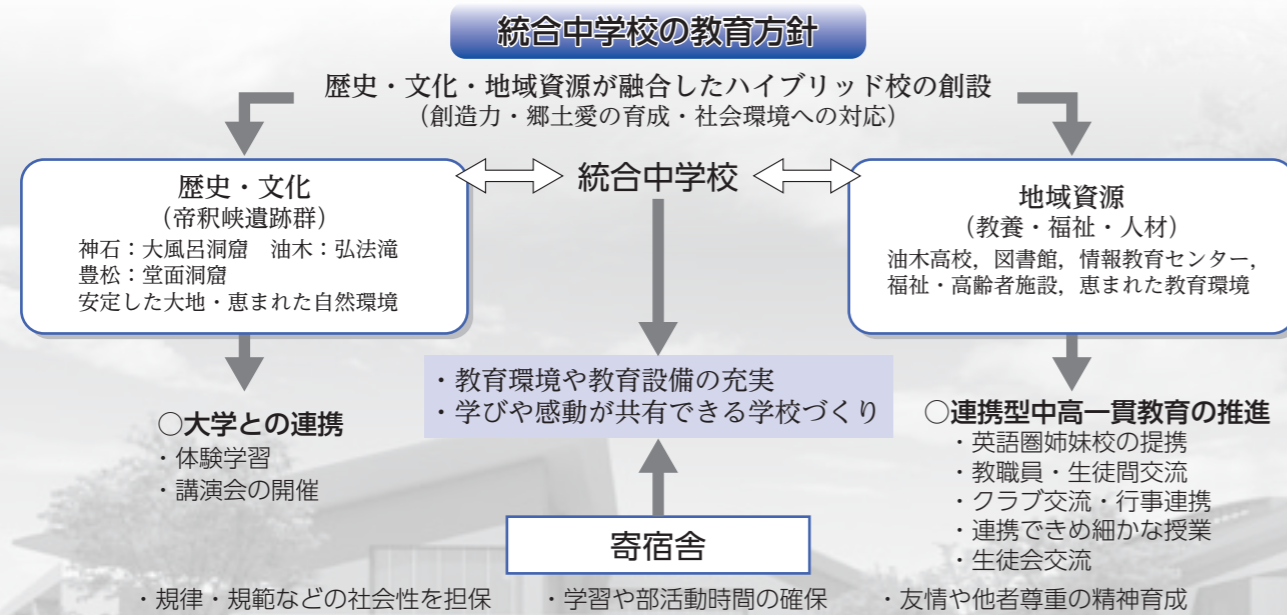 統合中学校の教育方針
歴史・文化・地域資源が融合したハイブリッド校の創設
（創造力・郷土愛の育成・社会環境への対応）
歴史・文化
（帝釈峡遺跡群）
神石：大風呂洞窟　油木：弘法滝
豊松：堂面洞窟
安定した大地・恵まれた自然環境
統合中学校
地域資源
（教養・福祉・人材）
油木高校，図書館，情報教育センター，
福祉・高齢者施設，恵まれた教育環境
・教育環境や教育設備の充実
・学びや感動が共有できる学校づくり
○大学との連携
・体験学習
・講演会の開催
○連携型中高一貫教育の推進
・英語圏姉妹校の提携
・教職員・生徒間交流
・クラブ交流・行事連携
・連携できめ細かな授業
・生徒会交流
寄宿舎
・規律・規範などの社会性を担保
・学習や部活動時間の確保
・友情や他者尊重の精神育成